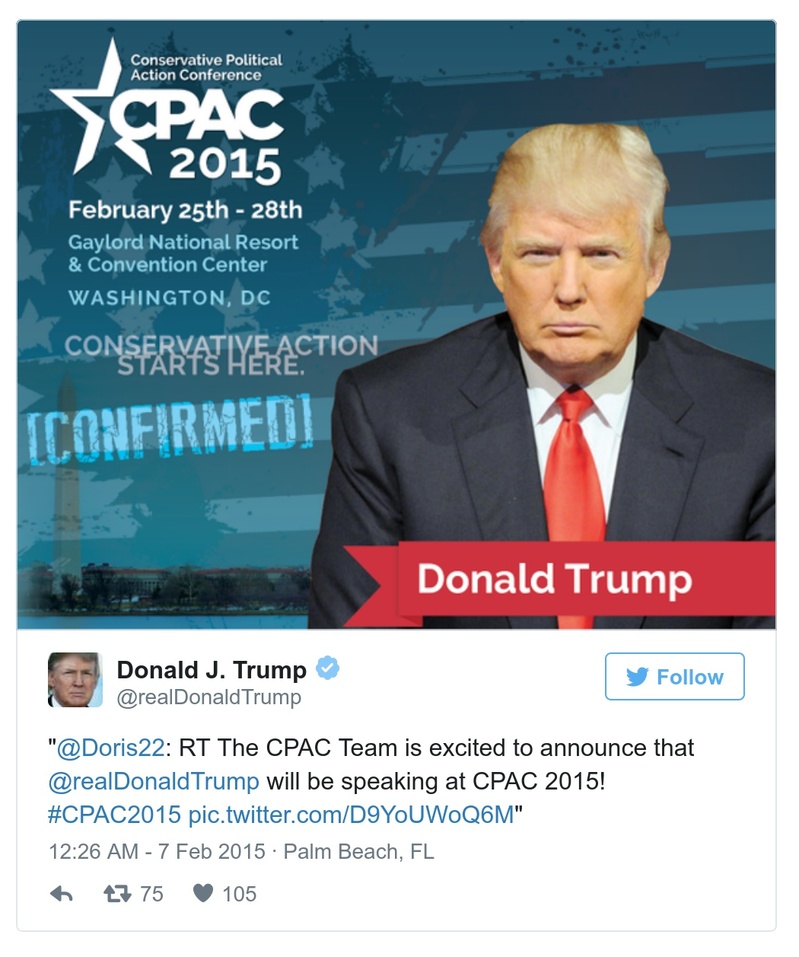 Conservative Political
Action Conference
CPAC
2015
February 25th - 28th
Gaylord National Resort
& Convention Center
WASHINGTON, DC
CONSERVATIVE ACTION
STARTS HERE.
[CONFIRMED]
Donald Trump
Donald J. Trump
@realDonaldTrump
Follow
"@Doris22: RT The CPAC Team is excited to announce that
@realDonaldTrump will be speaking at CPAC 2015!
#CPAC2015 pic.twitter.com/D9YoUWoQ6M"
12:26 AM - 7 Feb 2015 · Palm Beach, FL
75 105